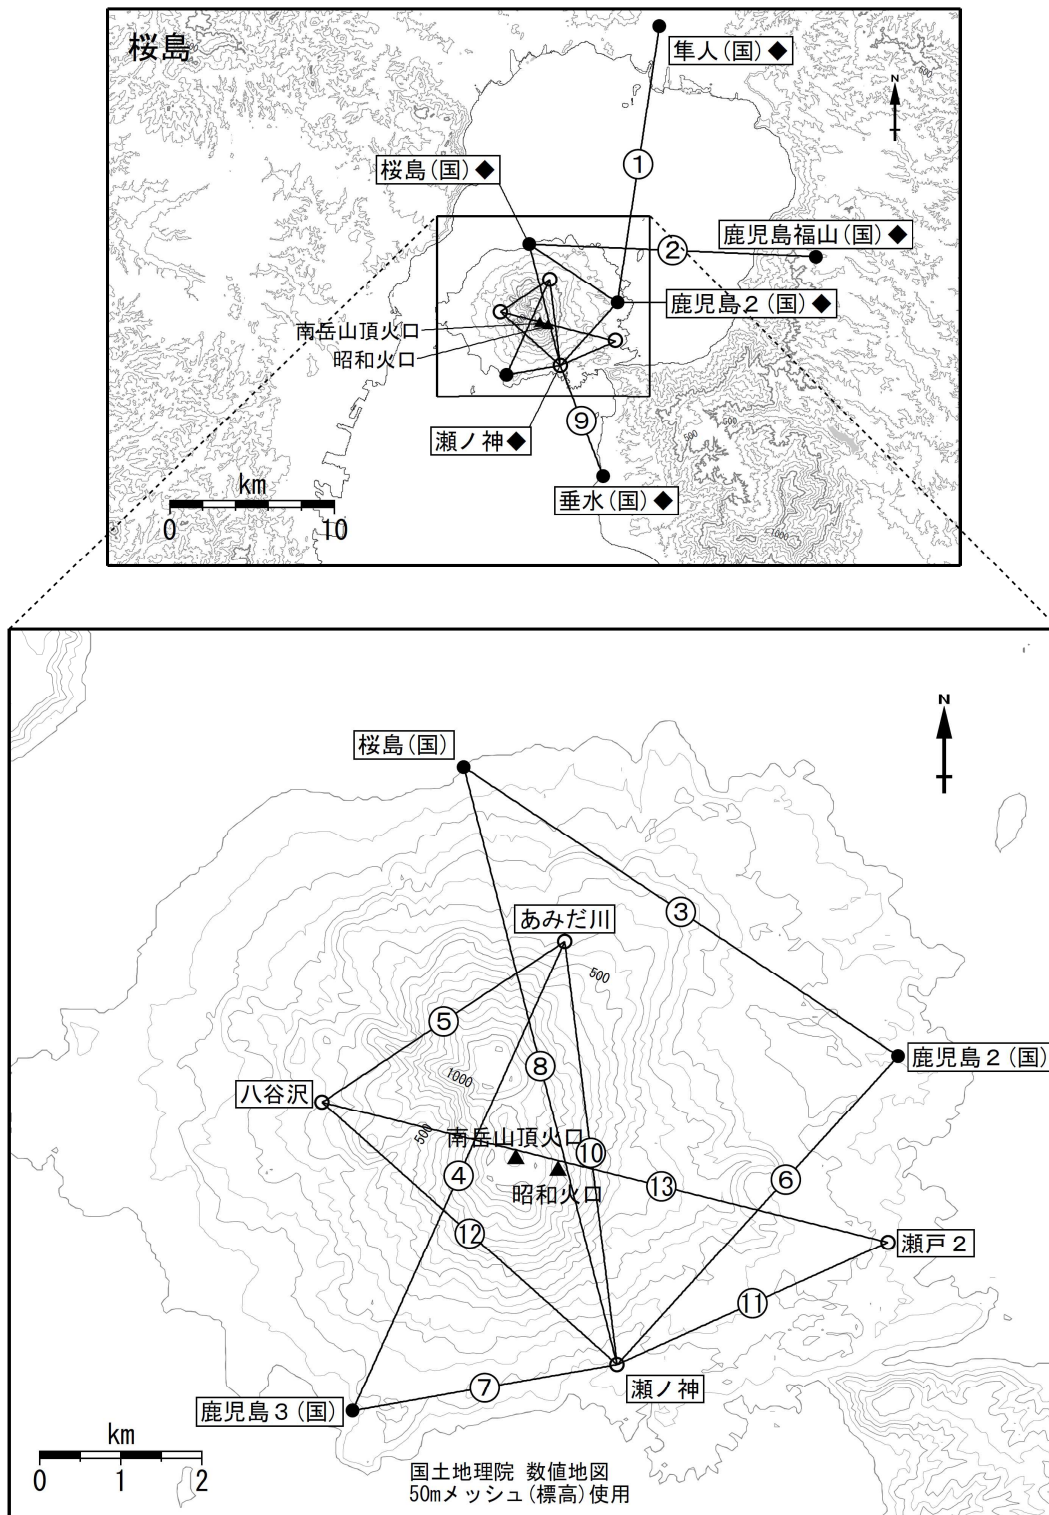 桜島
隼人(国)◆
N
600
①
桜島(国)◆
鹿児島福山(国)◆
②
鹿児島2(国)◆
南岳山頂火口
昭和火口
瀬ノ神◆
⑨
500
500
垂水(国)◆
1000
km
0 10
N
桜島(国)
③
あみだ川
500
⑤
鹿児島2(国)
⑧
1000
八谷沢
500
南岳山頂火口
⑩
④
昭和火口
⑬
⑥
⑫
瀬戸2
⑪
瀬ノ神
⑦
鹿児島3(国)
km
0 1 2
国土地理院 数値地図
50mメッシュ(標高)使用